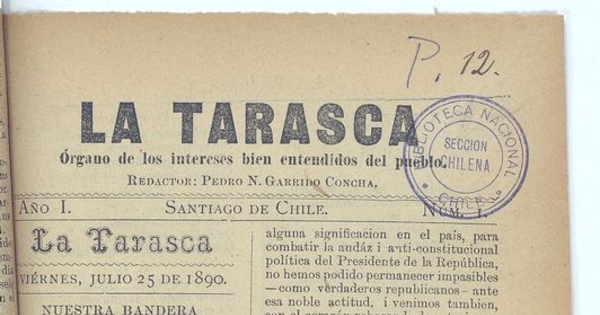 P. 12.
LA TARASCA
Órgano de los intereses bien entendidos del pueblo.
REDACTOR: PEDRO N. GARRIDO CONCHA.
BIBLIOTECA NACIONAL
SECCION
CHILENA
CHILE
AÑO I.
SANTIAGO DE CHILE.
NÚM. 1.
La Tarasca
VIÉRNES, JULIO 25 DE 1890.
NUESTRA BANDERA
alguna significacion en el país, para
combatir la audáz i anti-constitucional
política del Presidente de la República,
no hemos podido permanecer impasibles
—como verdaderos republicanos— ante
esa noble actitud, i venimos tambien,